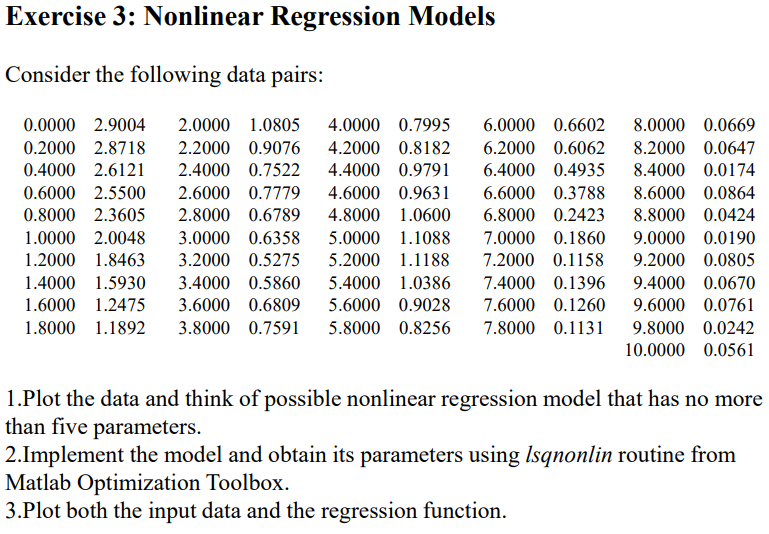 Exercise 3: Nonlinear Regression Models
Consider the following data pairs:
0.0000 2.9004 2.0000 1.0805 4.0000 0.7995 6.0000 0.6602 8.0000 0.0669
0.2000 2.8718 2.2000 0.9076 4.2000 0.8182 6.2000 0.6062 8.2000 0.0647
0.4000 2.6121 2.4000 0.7522 4.4000 0.9791 6.4000 0.4935 8.4000 0.0174
0.6000 2.5500 2.6000 0.7779 4.6000 0.9631 6.6000 0.3788 8.6000 0.0864
0.8000 2.3605 2.8000 0.6789 4.8000 1.0600 6.8000 0.2423 8.8000 0.0424
1.0000 2.0048 3.0000 0.6358 5.0000 1.1088 7.0000 0.1860 9.0000 0.0190
1.2000 1.8463 3.2000 0.5275 5.2000 1.1188 7.2000 0.1158 9.2000 0.0805
1.4000 1.5930 3.4000 0.5860 5.4000 1.0386 7.4000 0.1396 9.4000 0.0670
1.6000 1.2475 3.6000 0.6809 5.6000 0.9028 7.6000 0.1260 9.6000 0.0761
1.8000 1.1892 3.8000 0.7591 5.8000 0.8256 7.8000 0.1131 9.8000 0.0242
10.0000 0.0561
1.Plot the data and think of possible nonlinear regression model that has no more
than five parameters.
2.Implement the model and obtain its parameters using lsqnonlin routine from
Matlab Optimization Toolbox.
3.Plot both the input data and the regression function.